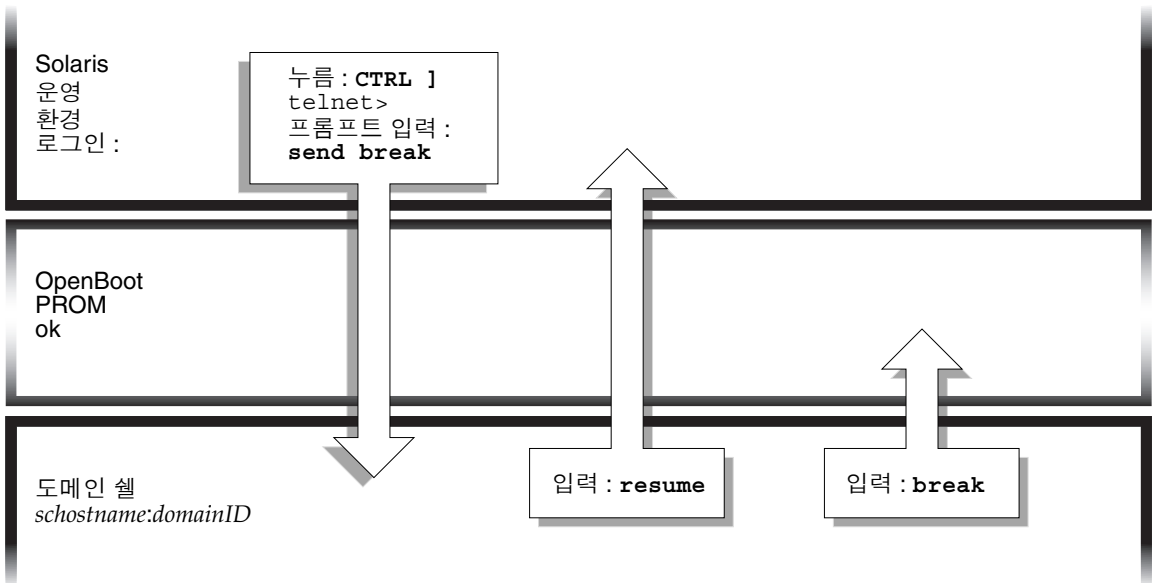 Solaris
운영
환경
로그인 :
누름 : CTRL ]
telnet>
프롬프트 입력 :
send break
OpenBoot
PROM
ok
도메인 쉘
schostname:domainID
입력 : resume
입력 : break